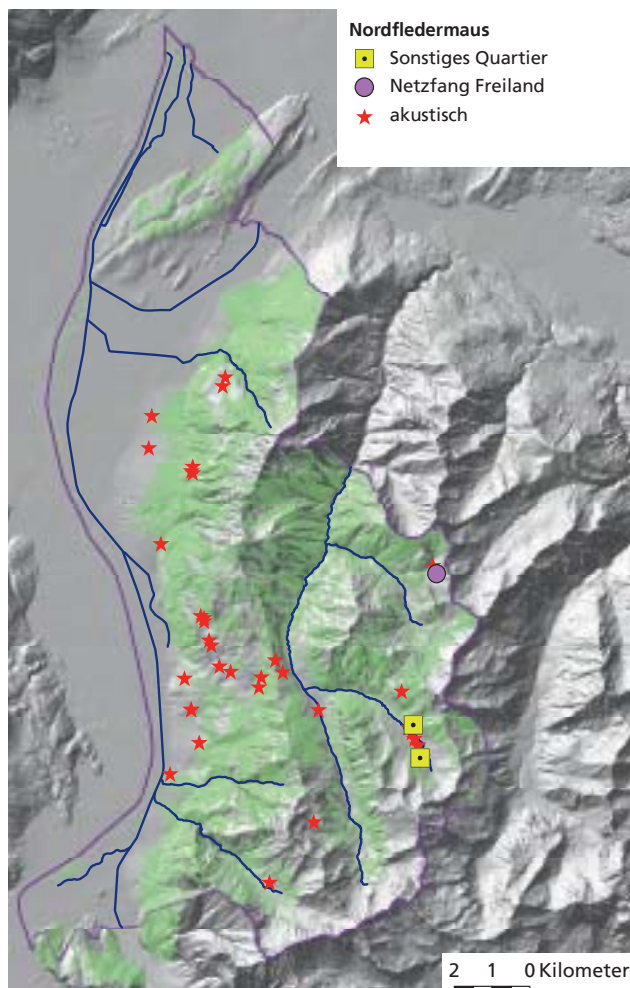 Nordfledermaus
Sonstiges Quartier
Netzfang Freiland
akustisch
2 1 0 Kilometer